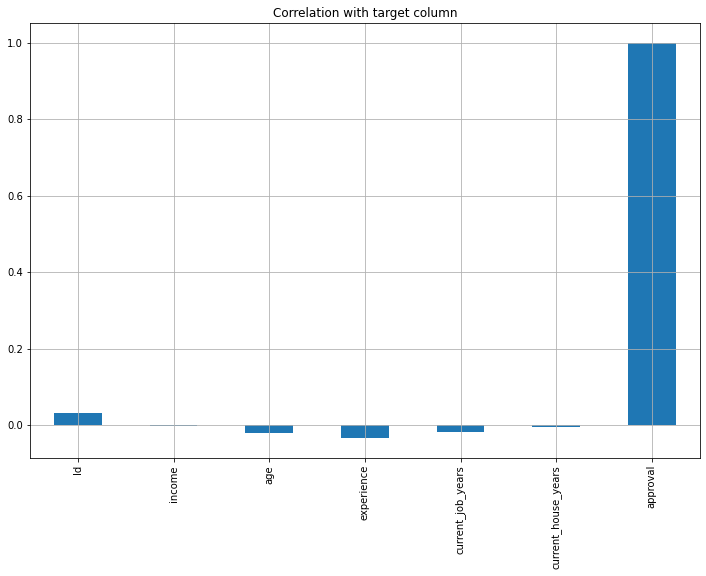 Correlation with target column
1.0
0.8
0.6
0.4
0.2
0.0
Id
income
age
experience
current_job_years
current_house_years
approval